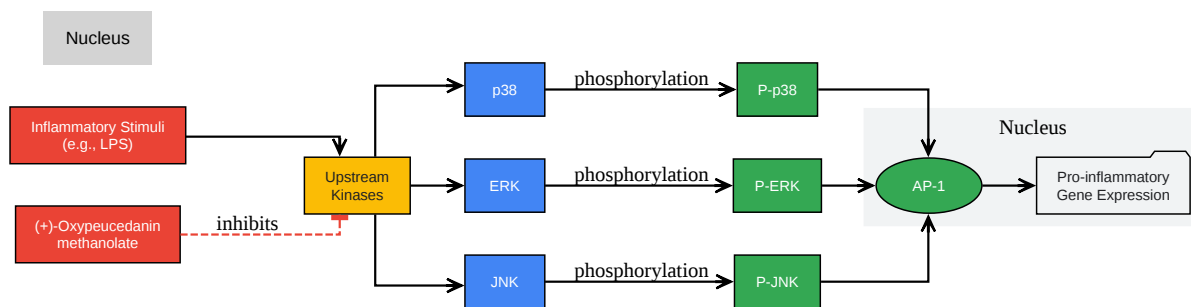 Nucleus
Inflammatory Stimuli
(e.g., LPS)
(+)-Oxypeucedanin
methanolate
inhibits
Upstream
Kinases
p38
phosphorylation
P-p38
ERK
phosphorylation
P-ERK
JNK
phosphorylation
P-JNK
Nucleus
AP-1
Pro-inflammatory
Gene Expression